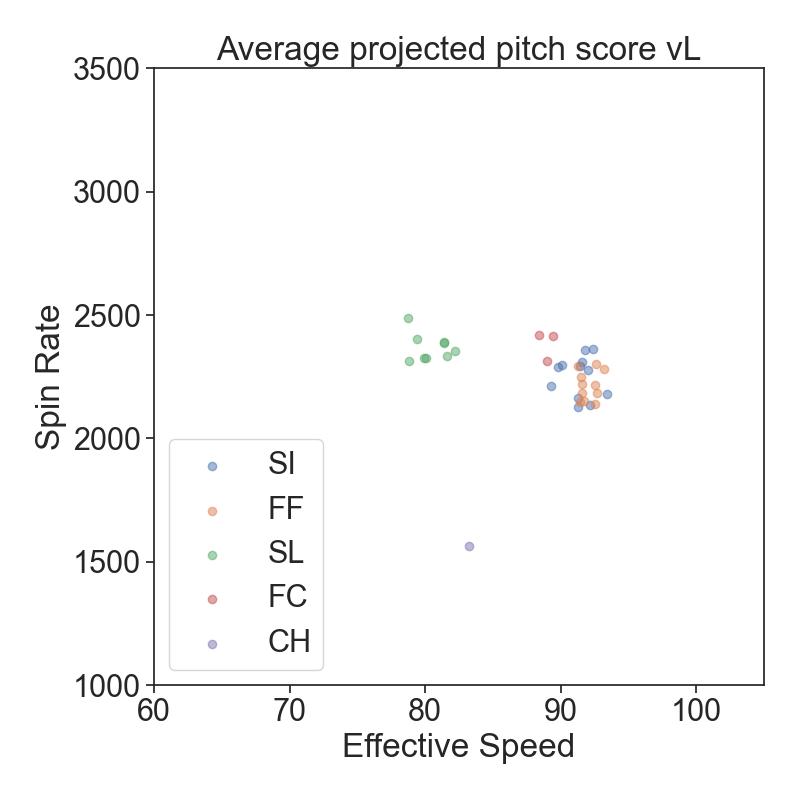 Average projected pitch score vL
3500
3000
2500
2000
1500
1000
Spin Rate
SI
FF
SL
FC
CH
60 70 80 90 100
Effective Speed